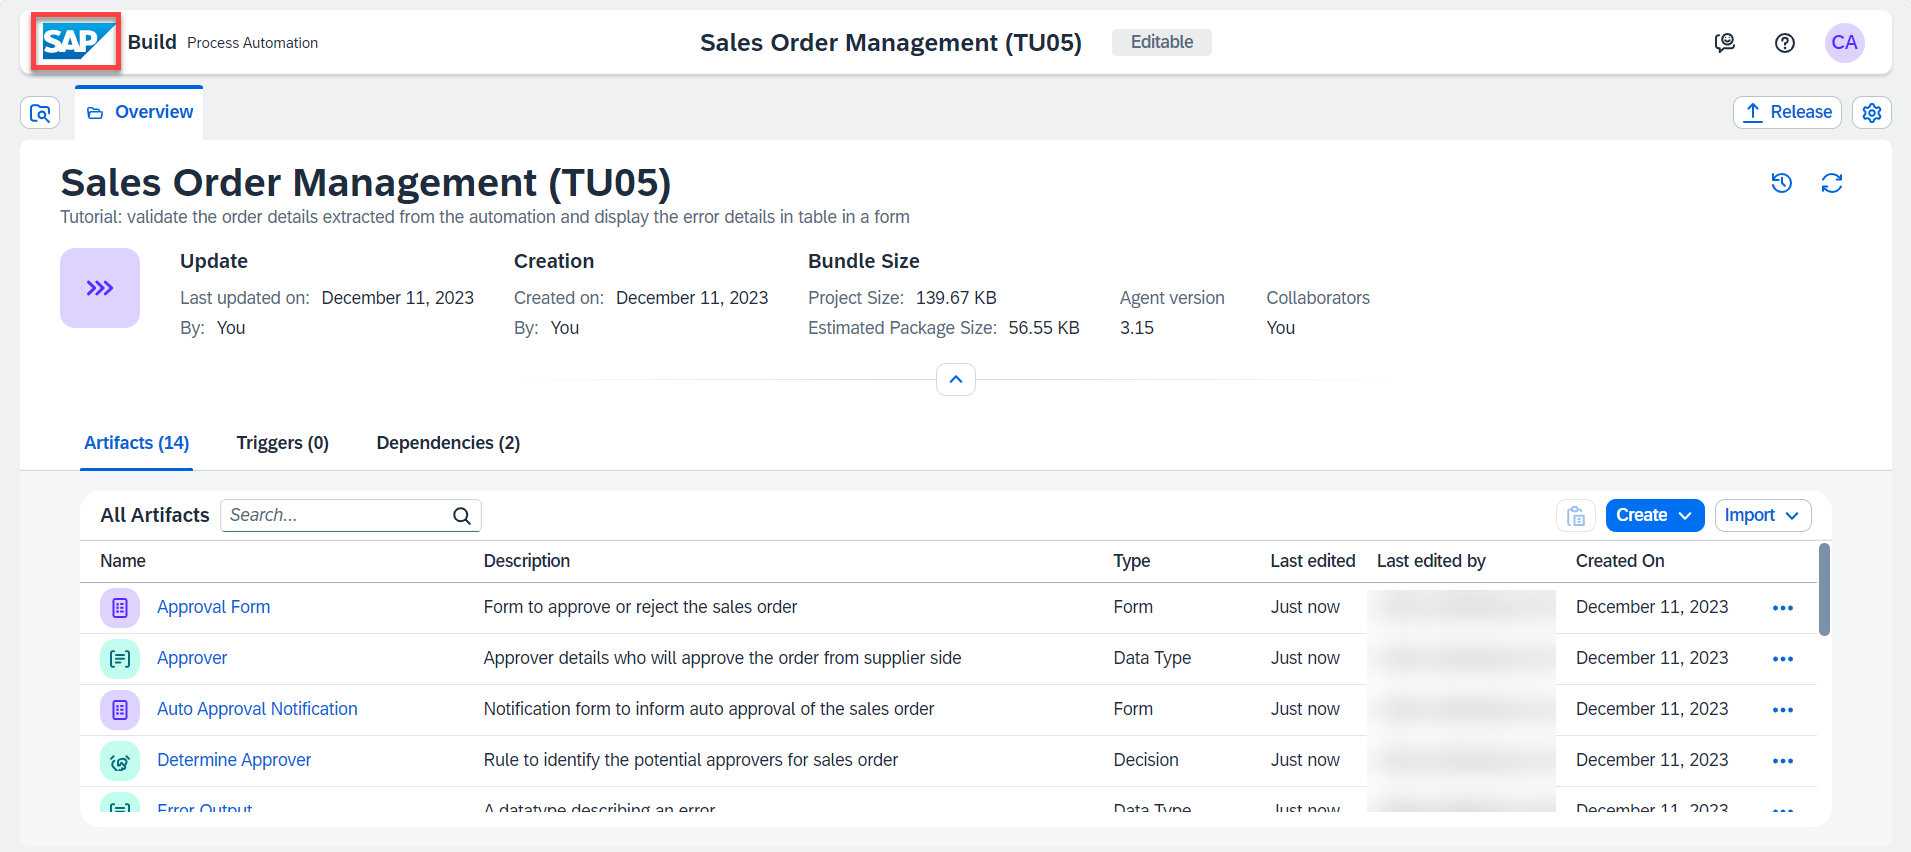 SAP Build Process Automation
Sales Order Management (TU05) Editable
CA
Overview
Release
Sales Order Management (TU05)
Tutorial: validate the order details extracted from the automation and display the error details in table in a form
Update Creation Bundle Size
Last updated on: December 11, 2023 Created on: December 11, 2023 Project Size: 139.67 KB Agent version Collaborators
By: You By: You Estimated Package Size: 56.55 KB 3.15 You
Artifacts (14) Triggers (0) Dependencies (2)
All Artifacts Search... Create Import
Name Description Type Last edited Last edited by Created On
Approval Form Form to approve or reject the sales order Form Just now December 11, 2023
Approver Approver details who will approve the order from supplier side Data Type Just now December 11, 2023
Auto Approval Notification Notification form to inform auto approval of the sales order Form Just now December 11, 2023
Determine Approver Rule to identify the potential approvers for sales order Decision Just now December 11, 2023
Error Output A datatype describing an error Data Type Just now December 11, 2023